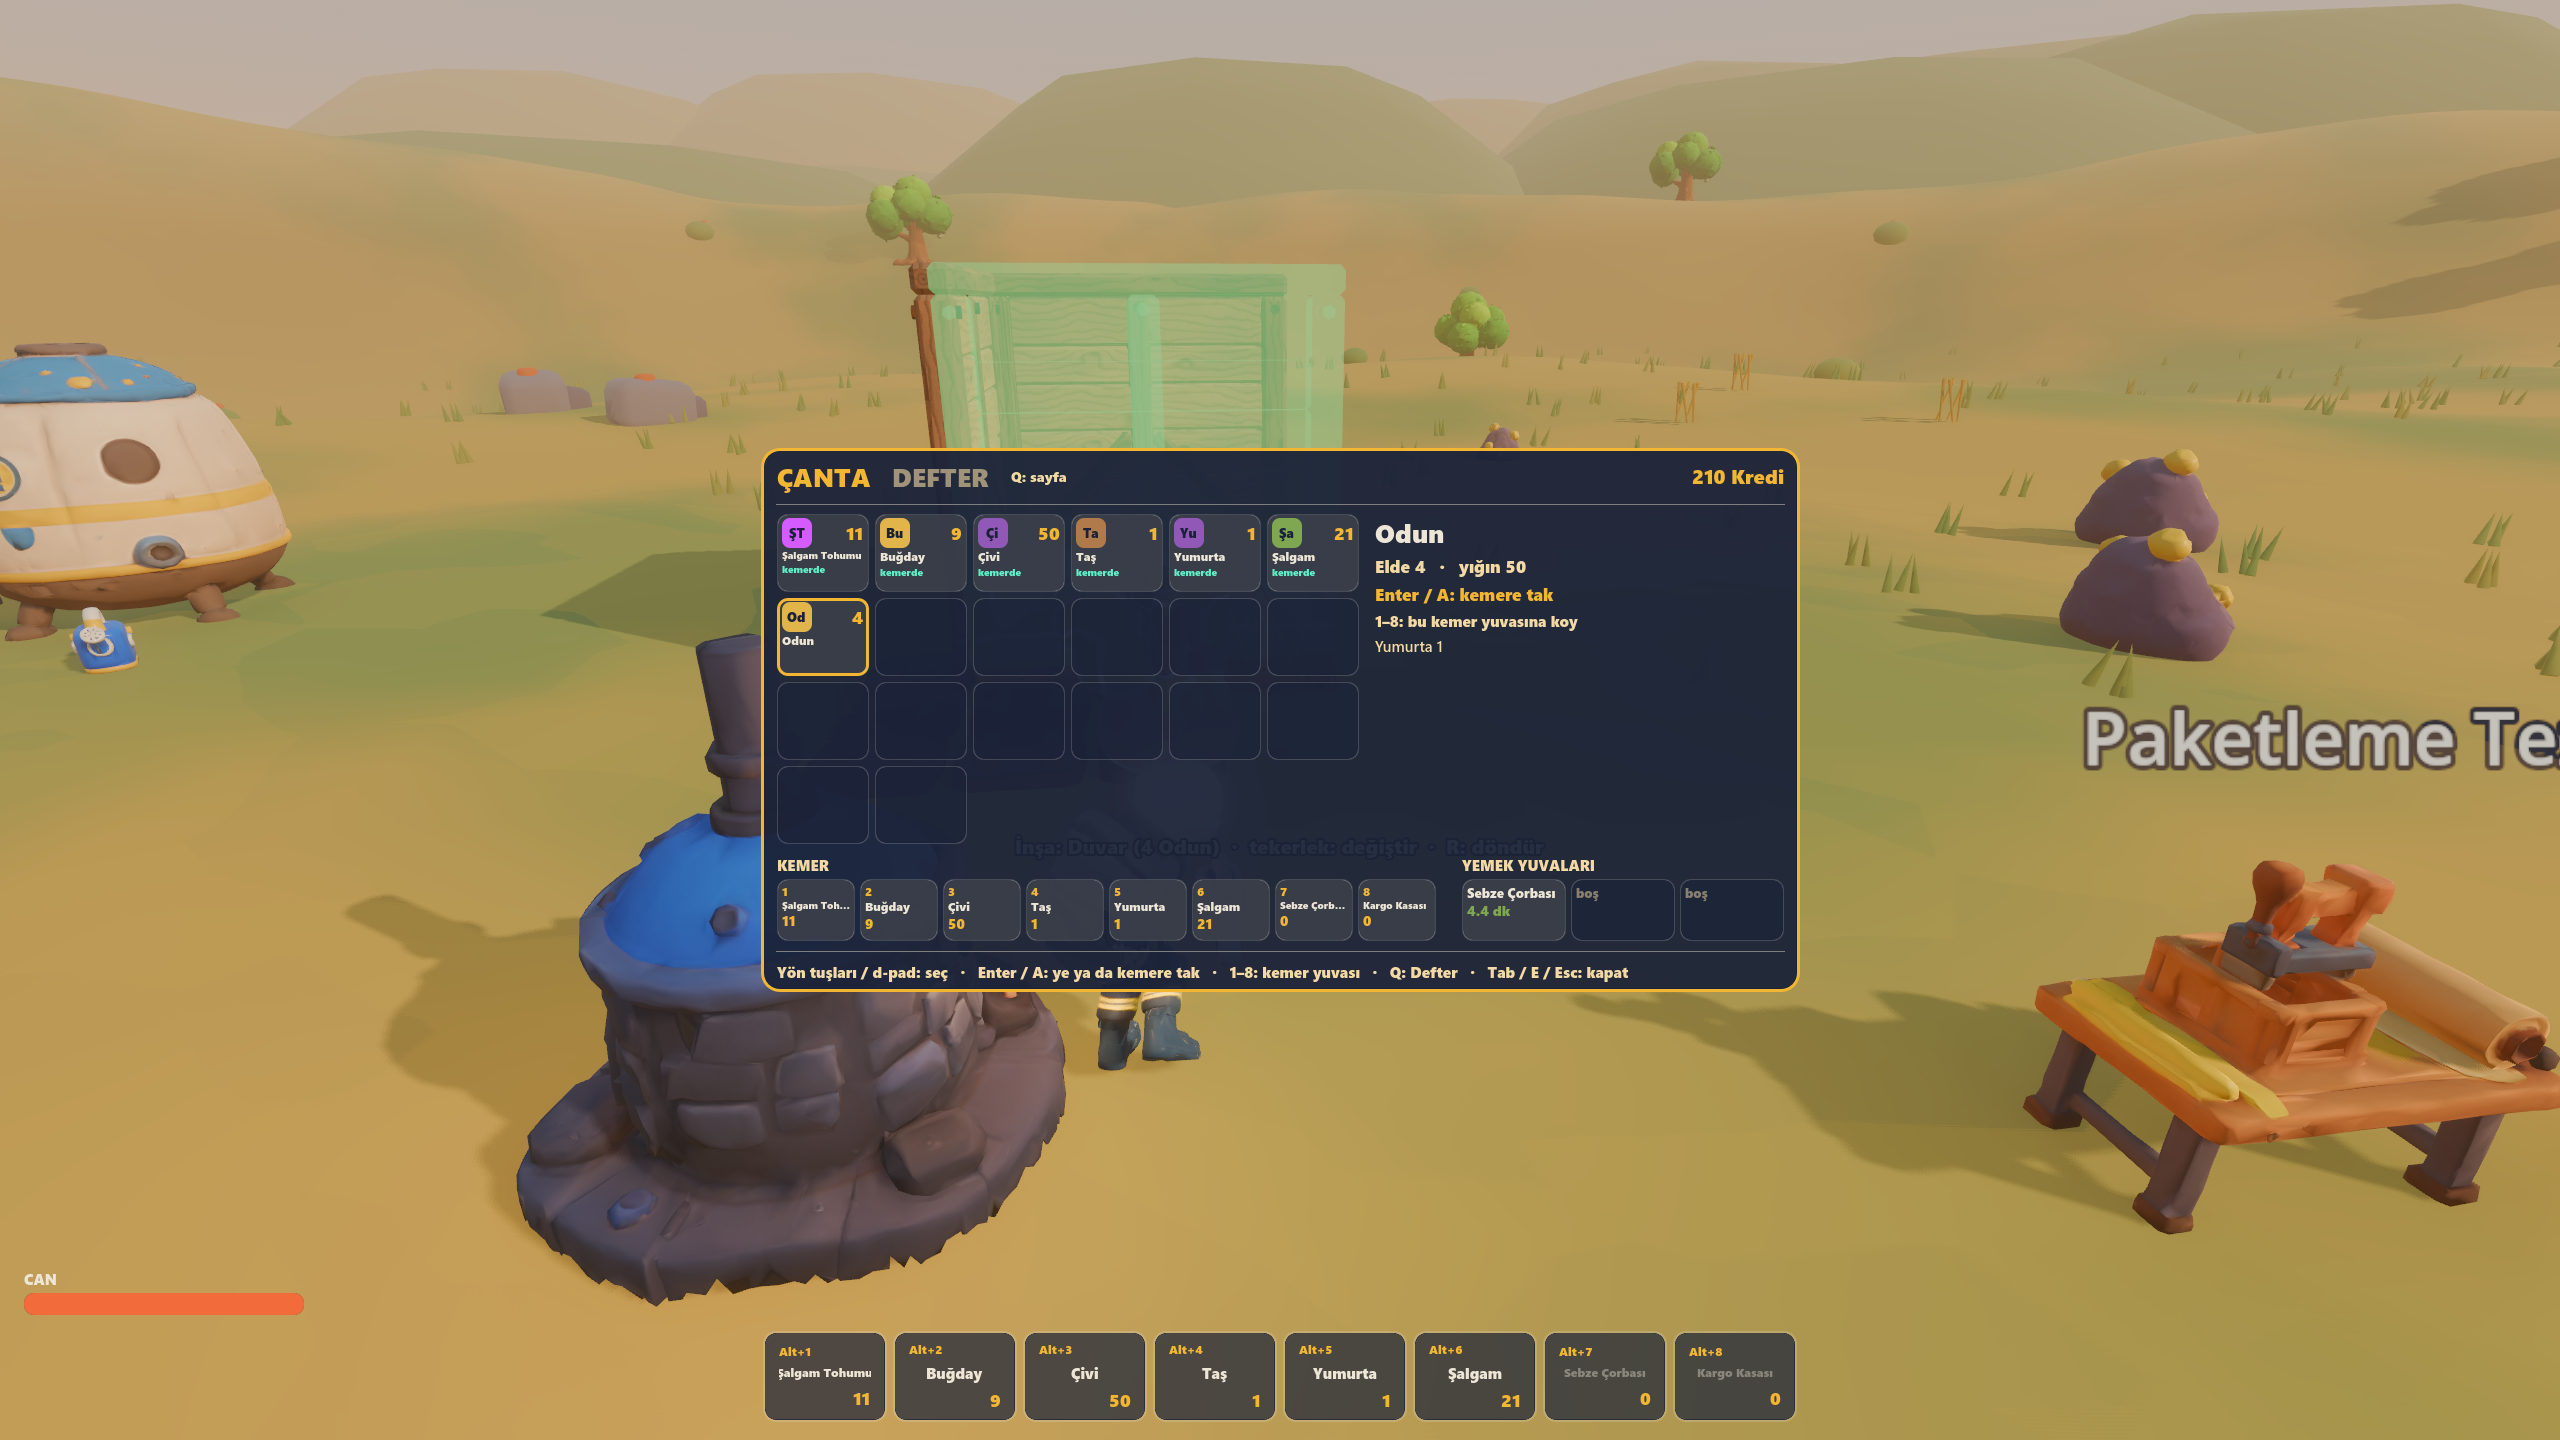 ÇANTA DEFTER Q: sayfa 210 Kredi
ŞT 11 Şalgam Tohumu kemerde
Bu 9 Buğday kemerde
Çi 50 Çivi kemerde
Ta 1 Taş kemerde
Yu 1 Yumurta kemerde
Şa 21 Şalgam kemerde
Od 4 Odun
Odun
Elde 4 · yığın 50
Enter / A: kemere tak
1–8: bu kemer yuvasına koy
Yumurta 1
Paketleme
İnşa: Duvar (4 Odun) · tekerlek: değiştir · R: döndür
KEMER
1 Şalgam Toh... 11
2 Buğday 9
3 Çivi 50
4 Taş 1
5 Yumurta 1
6 Şalgam 21
7 Sebze Çorb... 0
8 Kargo Kasası 0
YEMEK YUVALARI
Sebze Çorbası 4.4 dk
boş
boş
Yön tuşları / d-pad: seç · Enter / A: ye ya da kemere tak · 1–8: kemer yuvası · Q: Defter · Tab / E / Esc: kapat
CAN
Alt+1 Şalgam Tohumu 11
Alt+2 Buğday 9
Alt+3 Çivi 50
Alt+4 Taş 1
Alt+5 Yumurta 1
Alt+6 Şalgam 21
Alt+7 Sebze Çorbası 0
Alt+8 Kargo Kasası 0